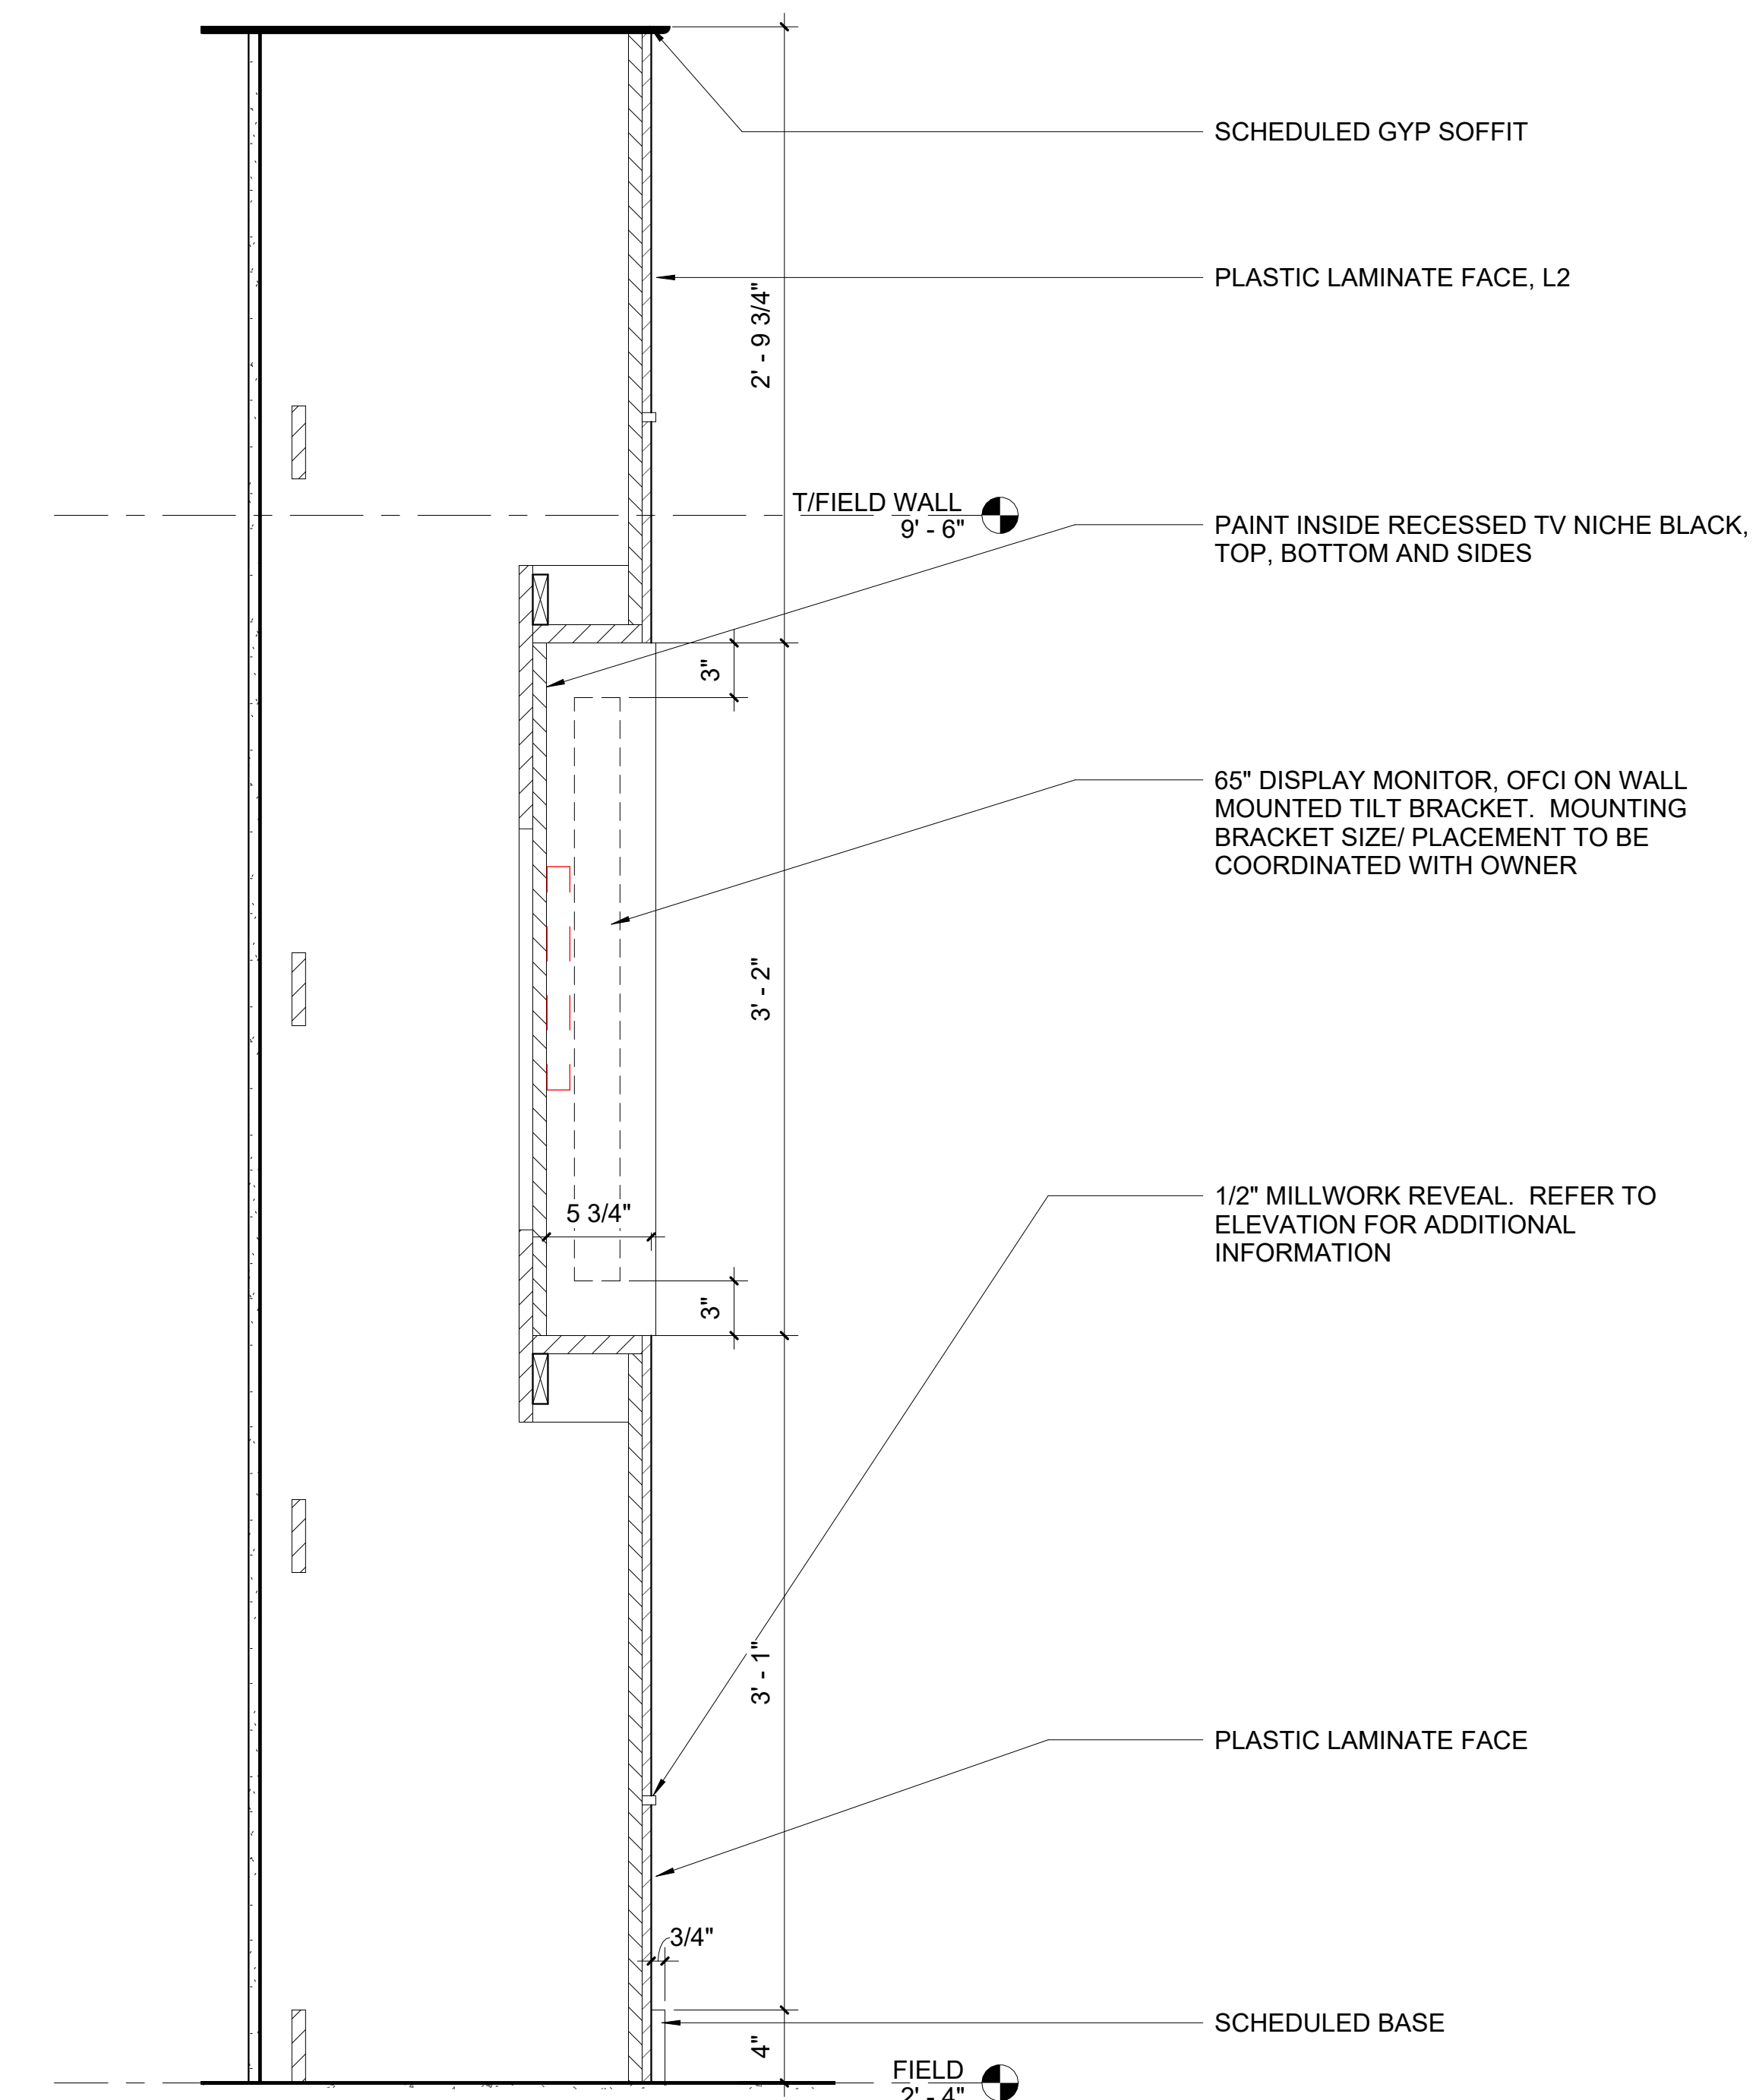 SCHEDULED GYP SOFFIT
PLASTIC LAMINATE FACE, L2
2' - 9 3/4"
T/FIELD WALL
9' - 6"
PAINT INSIDE RECESSED TV NICHE BLACK,
TOP, BOTTOM AND SIDES
3"
65" DISPLAY MONITOR, OFCI ON WALL
MOUNTED TILT BRACKET. MOUNTING
BRACKET SIZE/ PLACEMENT TO BE
COORDINATED WITH OWNER
3' - 2"
1/2" MILLWORK REVEAL. REFER TO
ELEVATION FOR ADDITIONAL
INFORMATION
5 3/4"
3"
3' - 1"
PLASTIC LAMINATE FACE
3/4"
SCHEDULED BASE
4"
FIELD
2' - 4"